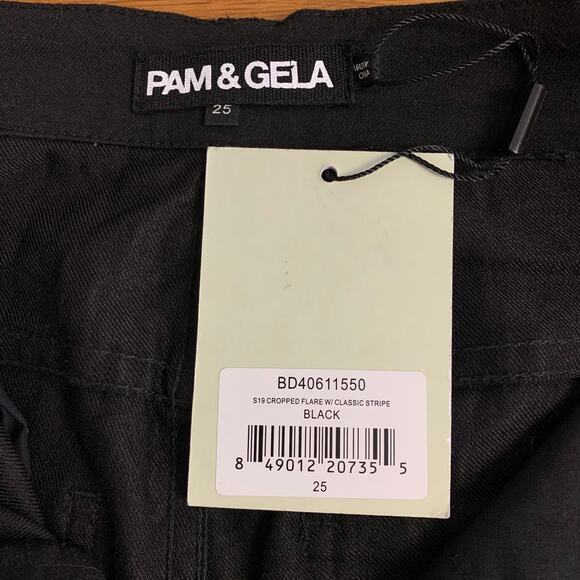 PAM & GELA
25
BD40611550
S19 CROPPED FLARE W/ CLASSIC STRIPE
BLACK
8 49012 20735 5
25